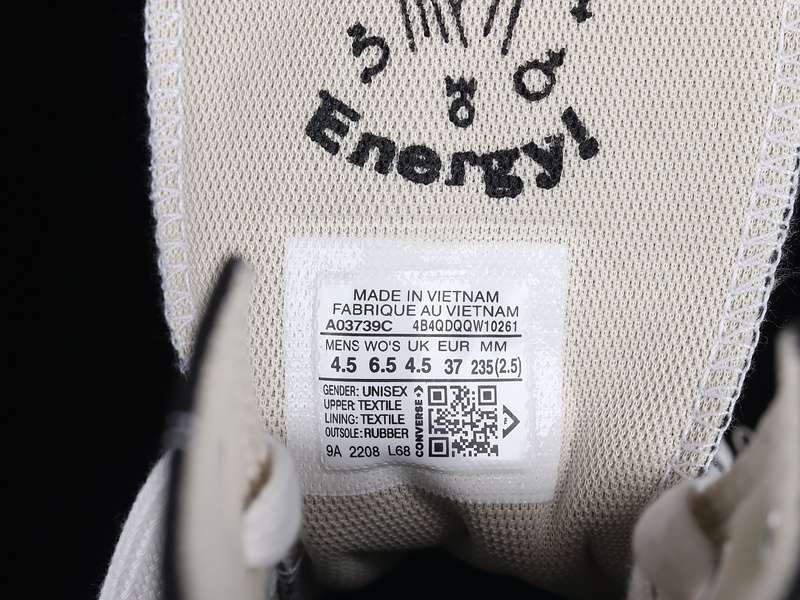 Energy!
MADE IN VIETNAM
FABRIQUE AU VIETNAM
A03739C 4B4QDQQW10261
MENS WO'S UK EUR MM
4.5 6.5 4.5 37 235(2.5)
GENDER: UNISEX
UPPER: TEXTILE
LINING: TEXTILE
OUTSOLE: RUBBER
9A 2208 L68
CONVERSE